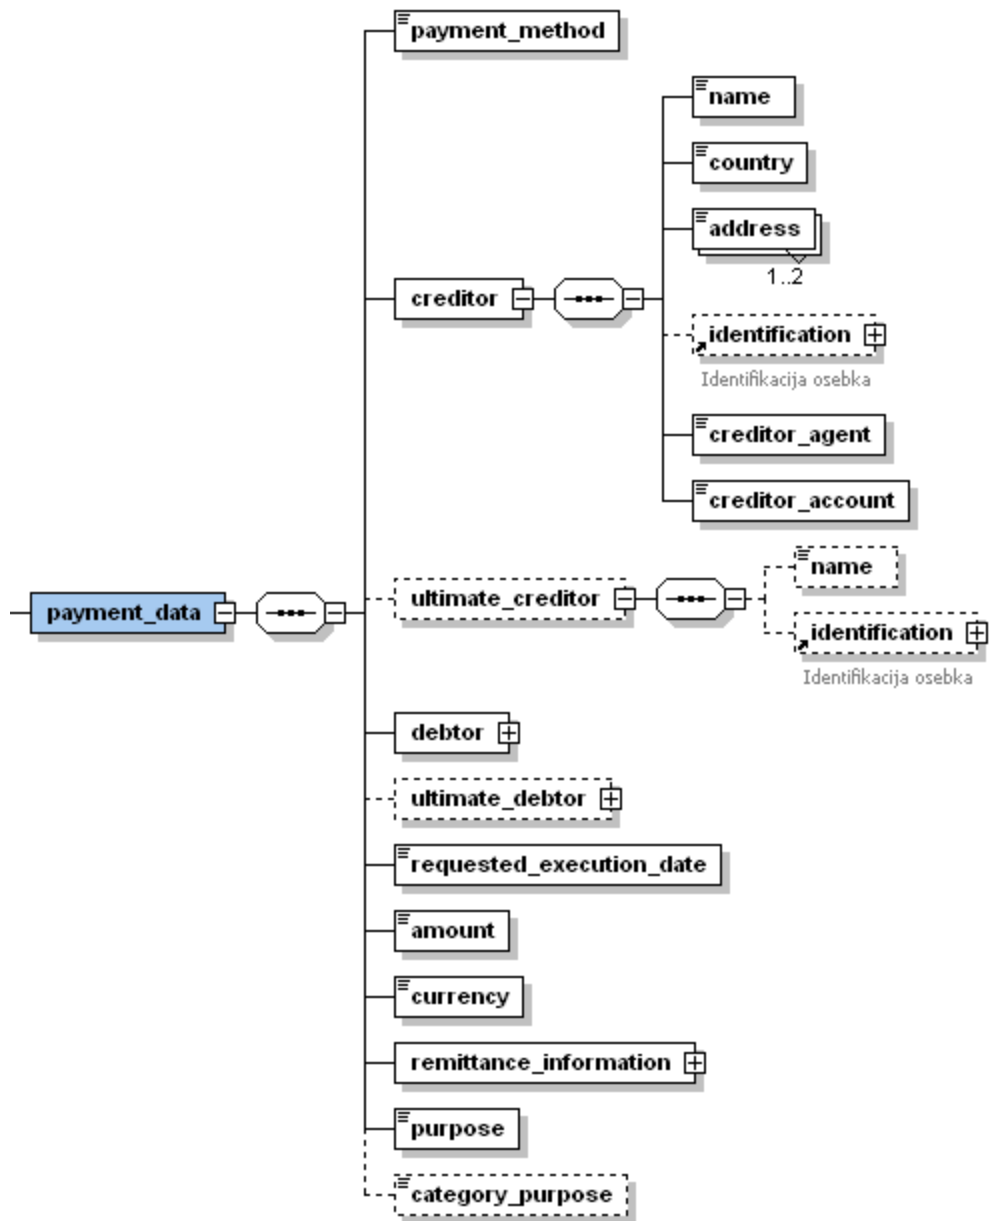 payment_method
name
country
address
1..2
creditor
identification
Identifikacija osebka
creditor_agent
creditor_account
name
payment_data
ultimate_creditor
identification
Identifikacija osebka
debtor
ultimate_debtor
requested_execution_date
amount
currency
remittance_information
purpose
category_purpose